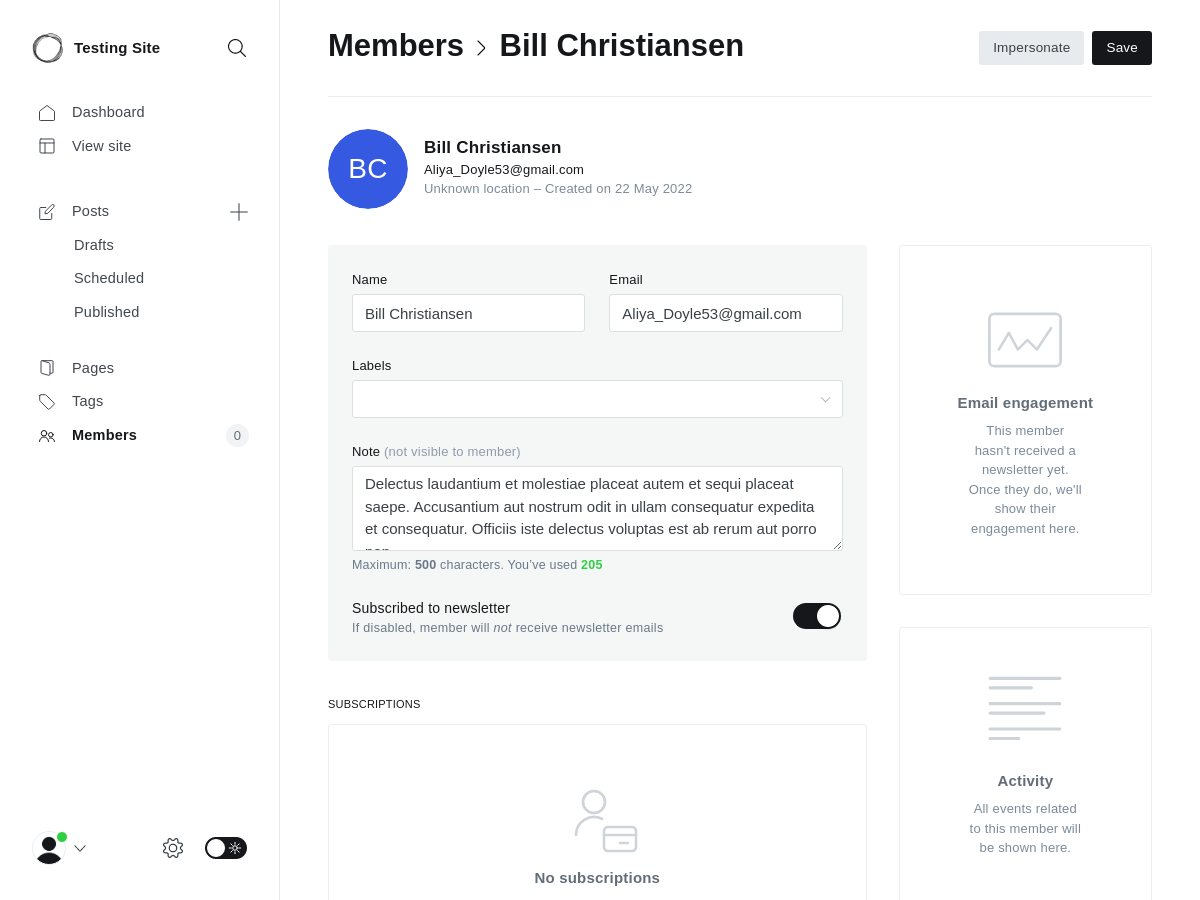 Testing Site
Dashboard
View site
Posts
Drafts
Scheduled
Published
Pages
Tags
Members
0
Members
Bill Christiansen
Impersonate
Save
BC
Bill Christiansen
Aliya_Doyle53@gmail.com
Unknown location – Created on 22 May 2022
Name
Email
Bill Christiansen
Aliya_Doyle53@gmail.com
Labels
Note (not visible to member)
Delectus laudantium et molestiae placeat autem et sequi placeat
saepe. Accusantium aut nostrum odit in ullam consequatur expedita
et consequatur. Officiis iste delectus voluptas est ab rerum aut porro
Maximum: 500 characters. You’ve used 205
Subscribed to newsletter
If disabled, member will not receive newsletter emails
SUBSCRIPTIONS
No subscriptions
Email engagement
This member
hasn't received a
newsletter yet.
Once they do, we'll
show their
engagement here.
Activity
All events related
to this member will
be shown here.